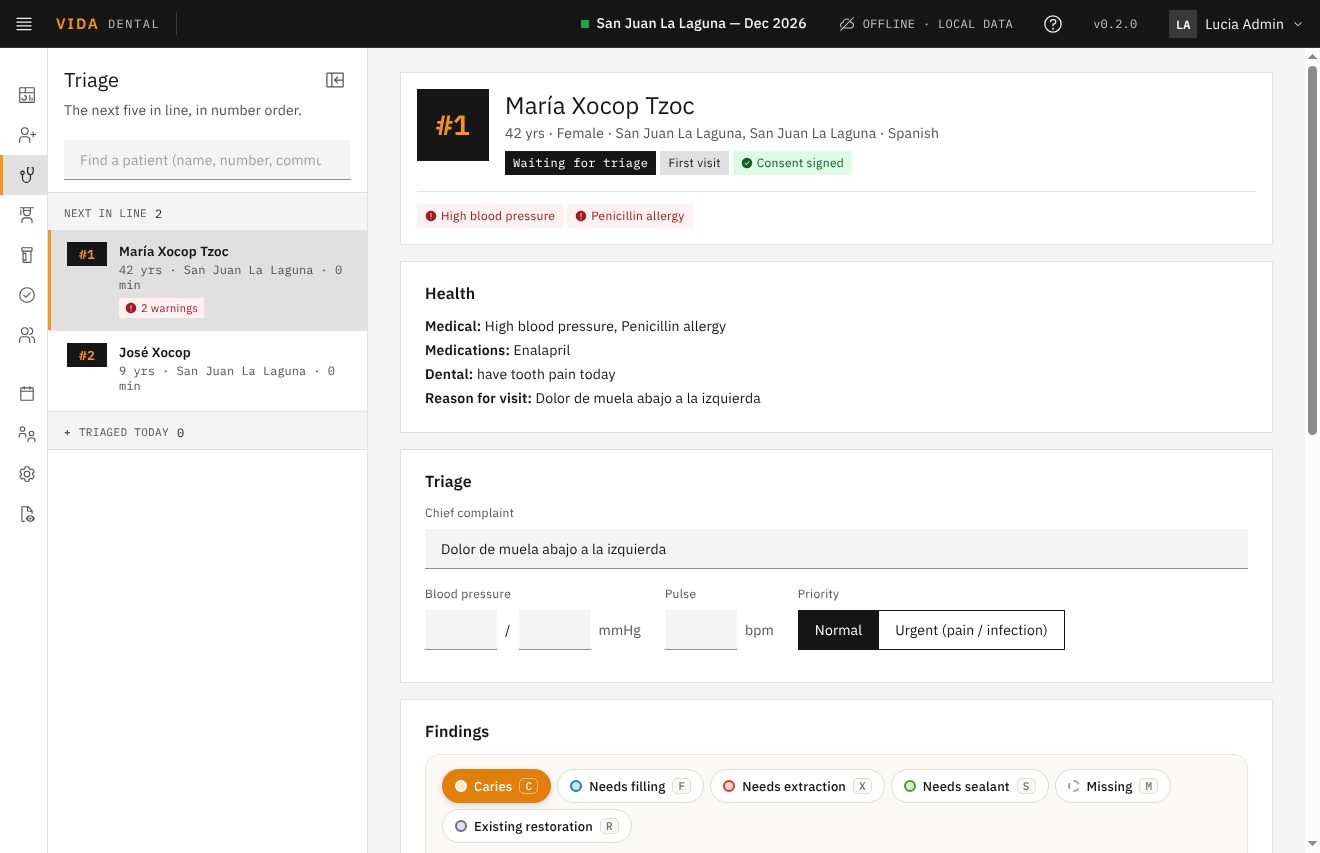 VIDA DENTAL
San Juan La Laguna — Dec 2026
OFFLINE · LOCAL DATA
v0.2.0
LA
Lucia Admin
Triage
The next five in line, in number order.
Find a patient (name, number, commu
NEXT IN LINE 2
#1
María Xocop Tzoc
42 yrs · San Juan La Laguna · 0
min
2 warnings
#2
José Xocop
9 yrs · San Juan La Laguna · 0
min
+ TRIAGED TODAY 0
#1
María Xocop Tzoc
42 yrs · Female · San Juan La Laguna, San Juan La Laguna · Spanish
Waiting for triage
First visit
Consent signed
High blood pressure
Penicillin allergy
Health
Medical: High blood pressure, Penicillin allergy
Medications: Enalapril
Dental: have tooth pain today
Reason for visit: Dolor de muela abajo a la izquierda
Triage
Chief complaint
Dolor de muela abajo a la izquierda
Blood pressure
Pulse
Priority
/
mmHg
bpm
Normal
Urgent (pain / infection)
Findings
Caries C
Needs filling F
Needs extraction X
Needs sealant S
Missing M
Existing restoration R